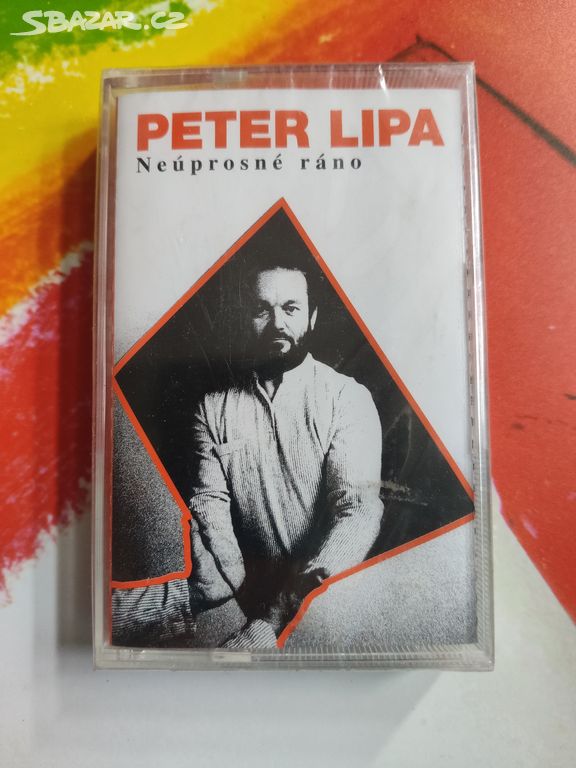 SBAZAR.CZ
PETER LIPA
Neúprosné ráno